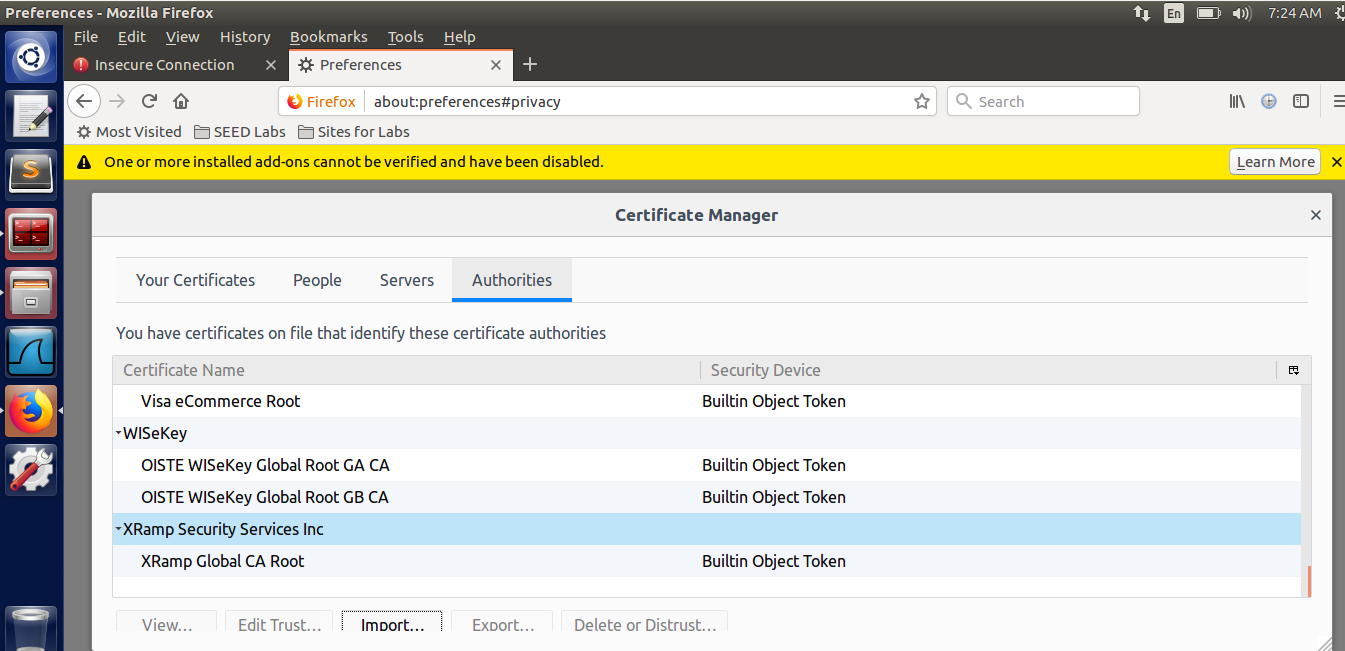 Preferences - Mozilla Firefox
En
7:24 AM
File Edit View History Bookmarks Tools Help
Insecure Connection
Preferences
Firefox about:preferences#privacy
Search
Most Visited SEED Labs Sites for Labs
One or more installed add-ons cannot be verified and have been disabled.
Learn More
Certificate Manager
Your Certificates People Servers Authorities
You have certificates on file that identify these certificate authorities
Certificate Name Security Device
Visa eCommerce Root Builtin Object Token
WISeKey
OISTE WISeKey Global Root GA CA Builtin Object Token
OISTE WISeKey Global Root GB CA Builtin Object Token
XRamp Security Services Inc
XRamp Global CA Root Builtin Object Token
View... Edit Trust... Import... Export... Delete or Distrust...